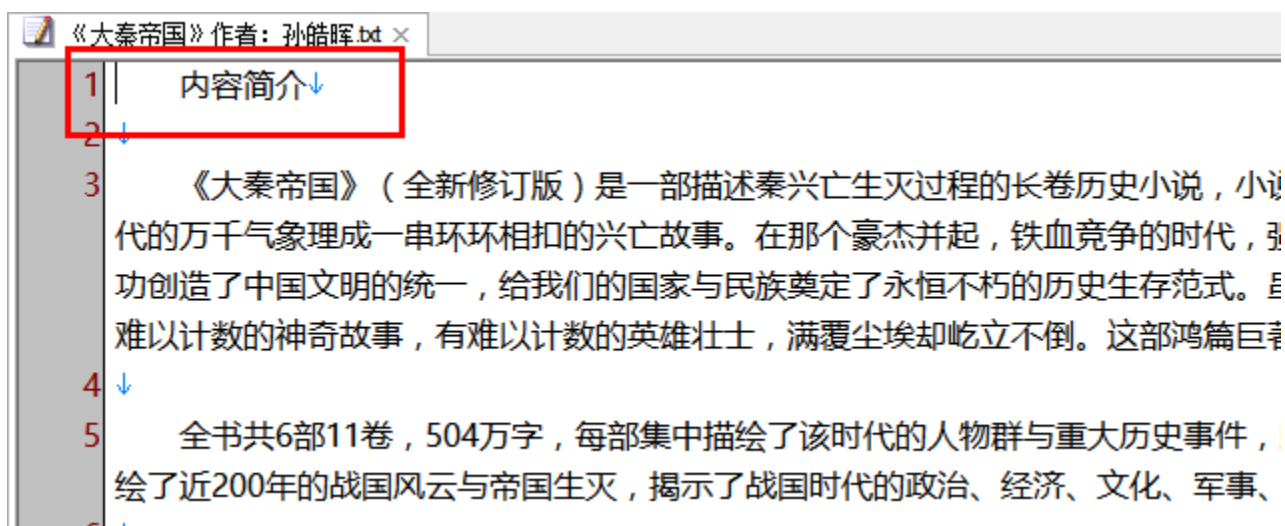 《大秦帝国》作者：孙皓晖.txt ×
1 内容简介↓
2 ↓
3 《大秦帝国》（全新修订版）是一部描述秦兴亡生灭过程的长卷历史小说，小说
代的万千气象理成一串环环相扣的兴亡故事。在那个豪杰并起，铁血竞争的时代，强
功创造了中国文明的统一，给我们的国家与民族奠定了永恒不朽的历史生存范式。虽
难以计数的神奇故事，有难以计数的英雄壮士，满覆尘埃却屹立不倒。这部鸿篇巨著
4 ↓
5 全书共6部11卷，504万字，每部集中描绘了该时代的人物群与重大历史事件，
绘了近200年的战国风云与帝国生灭，揭示了战国时代的政治、经济、文化、军事、